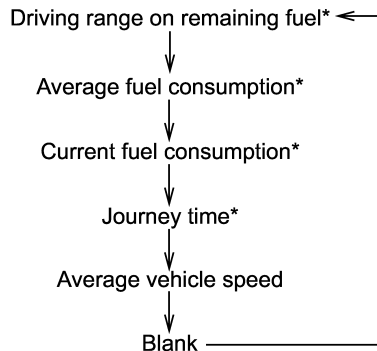 Driving range on remaining fuel*
Average fuel consumption*
Current fuel consumption*
Journey time*
Average vehicle speed
Blank